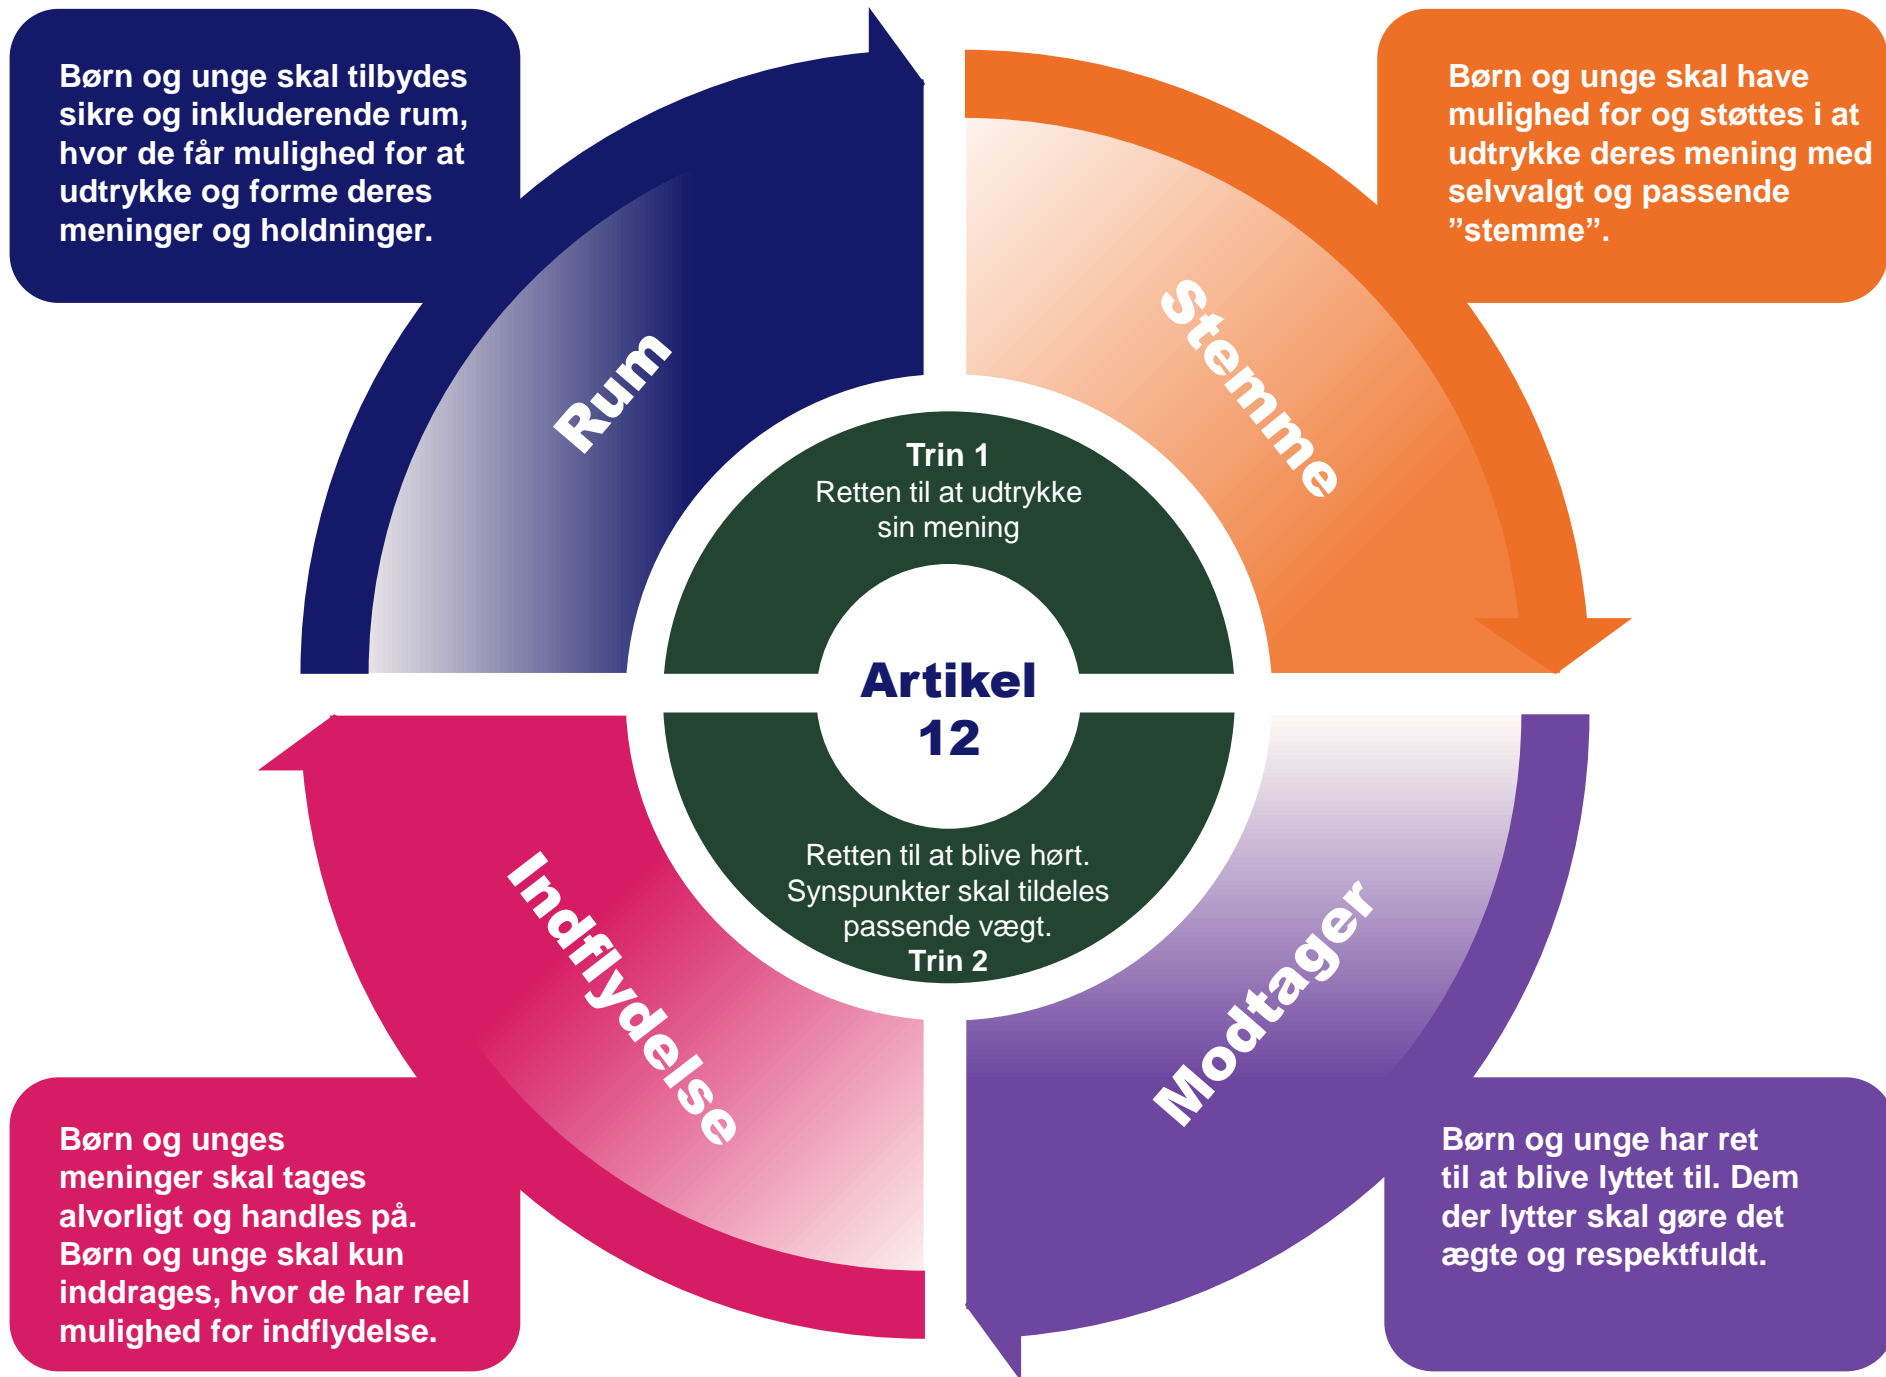 Børn og unge skal tilbydes
sikre og inkluderende rum,
hvor de får mulighed for at
udtrykke og forme deres
meninger og holdninger.
Børn og unge skal have
mulighed for og støttes i at
udtrykke deres mening med
selvvalgt og passende
”stemme”.
Rum
Stemme
Trin 1
Retten til at udtrykke
sin mening
Artikel
12
Retten til at blive hørt.
Synspunkter skal tildeles
passende vægt.
Trin 2
Indflydelse
Modtager
Børn og unges
meninger skal tages
alvorligt og handles på.
Børn og unge skal kun
inddrages, hvor de har reel
mulighed for indflydelse.
Børn og unge har ret
til at blive lyttet til. Dem
der lytter skal gøre det
ægte og respektfuldt.